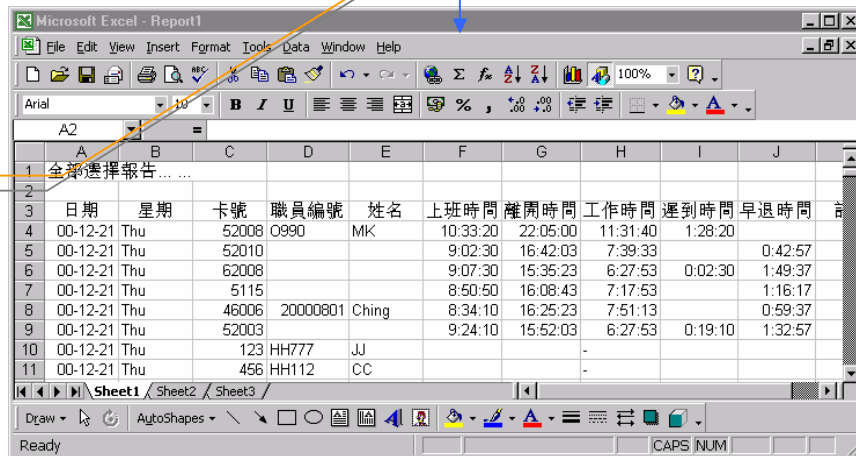 Microsoft Excel - Report1
File Edit View Insert Format Tools Data Window Help
100%
Arial 10 B I U % ,
A2 =
A B C D E F G H I J
1 全部選擇報告... ...
2
3 日期 星期 卡號 職員編號 姓名 上班時間 離開時間 工作時間 遲到時間 早退時間
4 00-12-21 Thu 52008 O990 MK 10:33:20 22:05:00 11:31:40 1:28:20
5 00-12-21 Thu 52010 9:02:30 16:42:03 7:39:33 0:42:57
6 00-12-21 Thu 62008 9:07:30 15:35:23 6:27:53 0:02:30 1:49:37
7 00-12-21 Thu 5115 8:50:50 16:08:43 7:17:53 1:16:17
8 00-12-21 Thu 46006 20000801 Ching 8:34:10 16:25:23 7:51:13 0:59:37
9 00-12-21 Thu 52003 9:24:10 15:52:03 6:27:53 0:19:10 1:32:57
10 00-12-21 Thu 123 HH777 JJ -
11 00-12-21 Thu 456 HH112 CC -
Sheet1 Sheet2 Sheet3
Draw AutoShapes
Ready CAPS NUM